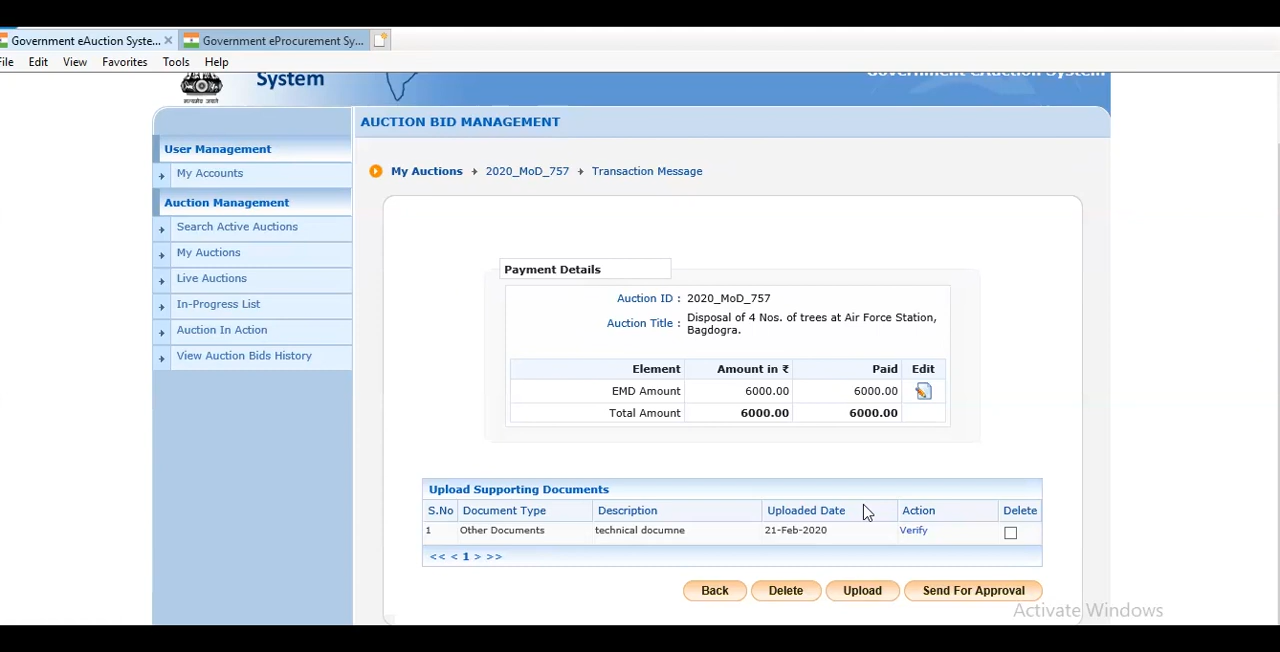 Government eAuction Syste... Government eProcurement Sy...
File Edit View Favorites Tools Help
System
Government eAuction System
सत्यमेव जयते
AUCTION BID MANAGEMENT
User Management
My Accounts
Auction Management
Search Active Auctions
My Auctions
Live Auctions
In-Progress List
Auction In Action
View Auction Bids History
My Auctions 2020_MoD_757 Transaction Message
Payment Details
Auction ID : 2020_MoD_757
Auction Title : Disposal of 4 Nos. of trees at Air Force Station,
Bagdogra.
Element Amount in ₹ Paid Edit
EMD Amount 6000.00 6000.00
Total Amount 6000.00 6000.00
Upload Supporting Documents
S.No Document Type Description Uploaded Date Action Delete
1 Other Documents technical documne 21-Feb-2020 Verify
<< < 1 > >>
Back Delete Upload Send For Approval
Activate Windows